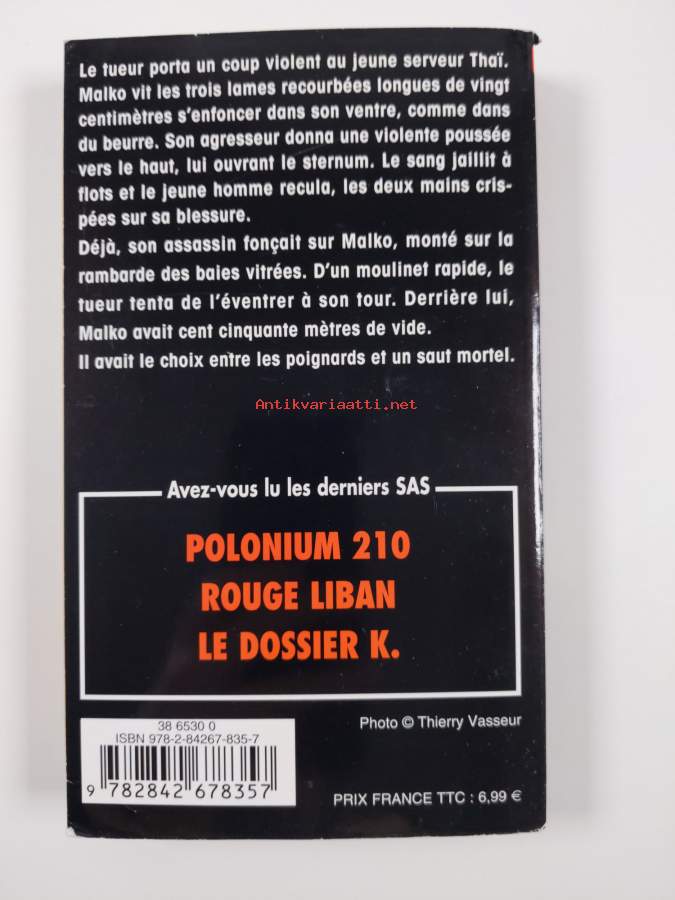 Le tueur porta un coup violent au jeune serveur Thaï.
Malko vit les trois lames recourbées longues de vingt
centimètres s'enfoncer dans son ventre, comme dans
du beurre. Son agresseur donna une violente poussée
vers le haut, lui ouvrant le sternum. Le sang jaillit à
flots et le jeune homme recula, les deux mains cris-
pées sur sa blessure.
Déjà, son assassin fonçait sur Malko, monté sur la
rambarde des baies vitrées. D'un moulinet rapide, le
tueur tenta de l'éventrer à son tour. Derrière lui,
Malko avait cent cinquante mètres de vide.
Il avait le choix entre les poignards et un saut mortel.
Antikvariaatti.net
Avez-vous lu les derniers SAS
POLONIUM 210
ROUGE LIBAN
LE DOSSIER K.
38 6530 0
ISBN 978-2-84267-835-7
9 782842 678357
Photo © Thierry Vasseur
PRIX FRANCE TTC : 6,99 €